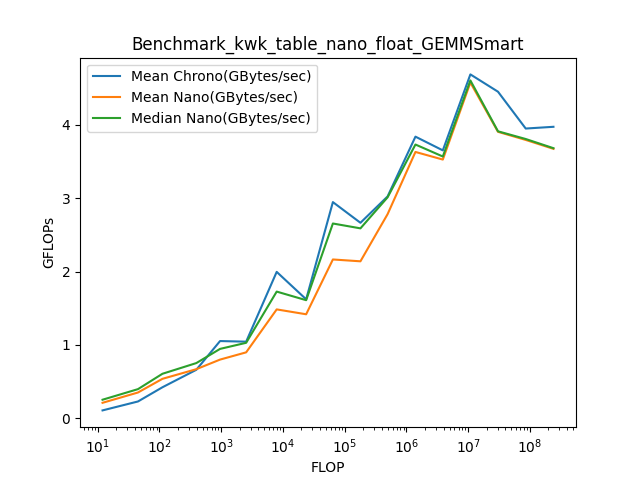 Benchmark_kwk_table_nano_float_GEMMSmart
Mean Chrono(GBytes/sec)
Mean Nano(GBytes/sec)
Median Nano(GBytes/sec)
GFLOPs
4
3
2
1
0
10^1 10^2 10^3 10^4 10^5 10^6 10^7 10^8
FLOP